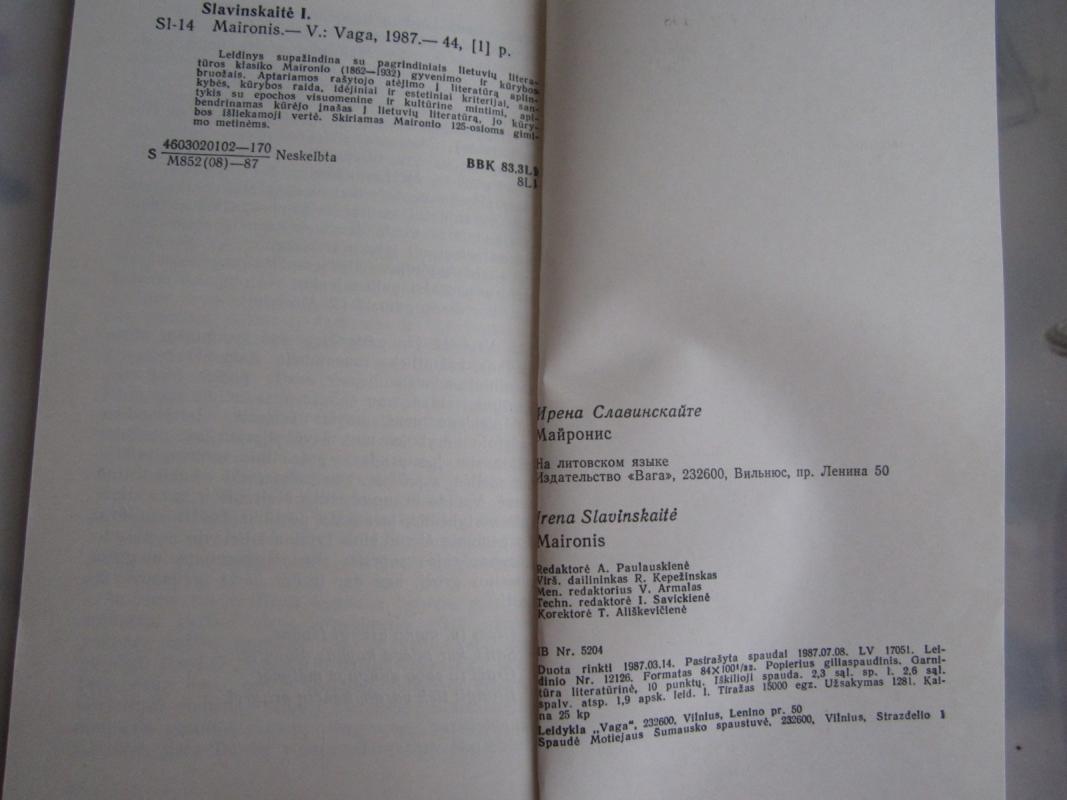 Slavinskaitė I.
Sl-14 Maironis.— V.: Vaga, 1987.— 44, [1] p.
Leidinys supažindina su pagrindiniais lietuvių litera-
tūros klasiko Maironio (1862—1932) gyvenimo ir kūrybos
bruožais. Aptariamos rašytojo atėjimo į literatūrą aplin-
kybės, kūrybos raida, idėjiniai ir estetiniai kriterijai, san-
tykis su epochos visuomenine ir kultūrine mintimi, api-
bendrinamas kūrėjo įnašas į lietuvių literatūrą, jo kūry-
bos išliekamoji vertė. Skiriamas Maironio 125-osioms gimi-
mo metinėms.
S 4603020102—170 Neskelbta
M852(08)—87
BBK 83.3L
8L
Ирена Славинскайте
Майронис
На литовском языке
Издательство «Вага», 232600, Вильнюс, пр. Ленина 50
Irena Slavinskaitė
Maironis
Redaktorė A. Paulauskienė
Virš. dailininkas R. Kepežinskas
Men. redaktorius V. Armalas
Techn. redaktorė I. Savickienė
Korektorė T. Ališkevičienė
IB Nr. 5204
Duota rinkti 1987.03.14. Pasirašyta spaudai 1987.07.08. LV 17051. Lei-
dinio Nr. 12126. Formatas 84×100¹/₃₂. Popierius giliaspaudinis. Garni-
tūra literatūrinė, 10 punktų. Iškilioji spauda. 2,3 sąl. sp. l. 2,6 sąl.
spalv. atsp. 1,9 apsk. leid. l. Tiražas 15000 egz. Užsakymas 1281. Kai-
na 25 kp
Leidykla „Vaga“, 232600, Vilnius, Lenino pr. 50
Spaudė Motiejaus Šumausko spaustuvė, 232600, Vilnius, Strazdelio 1